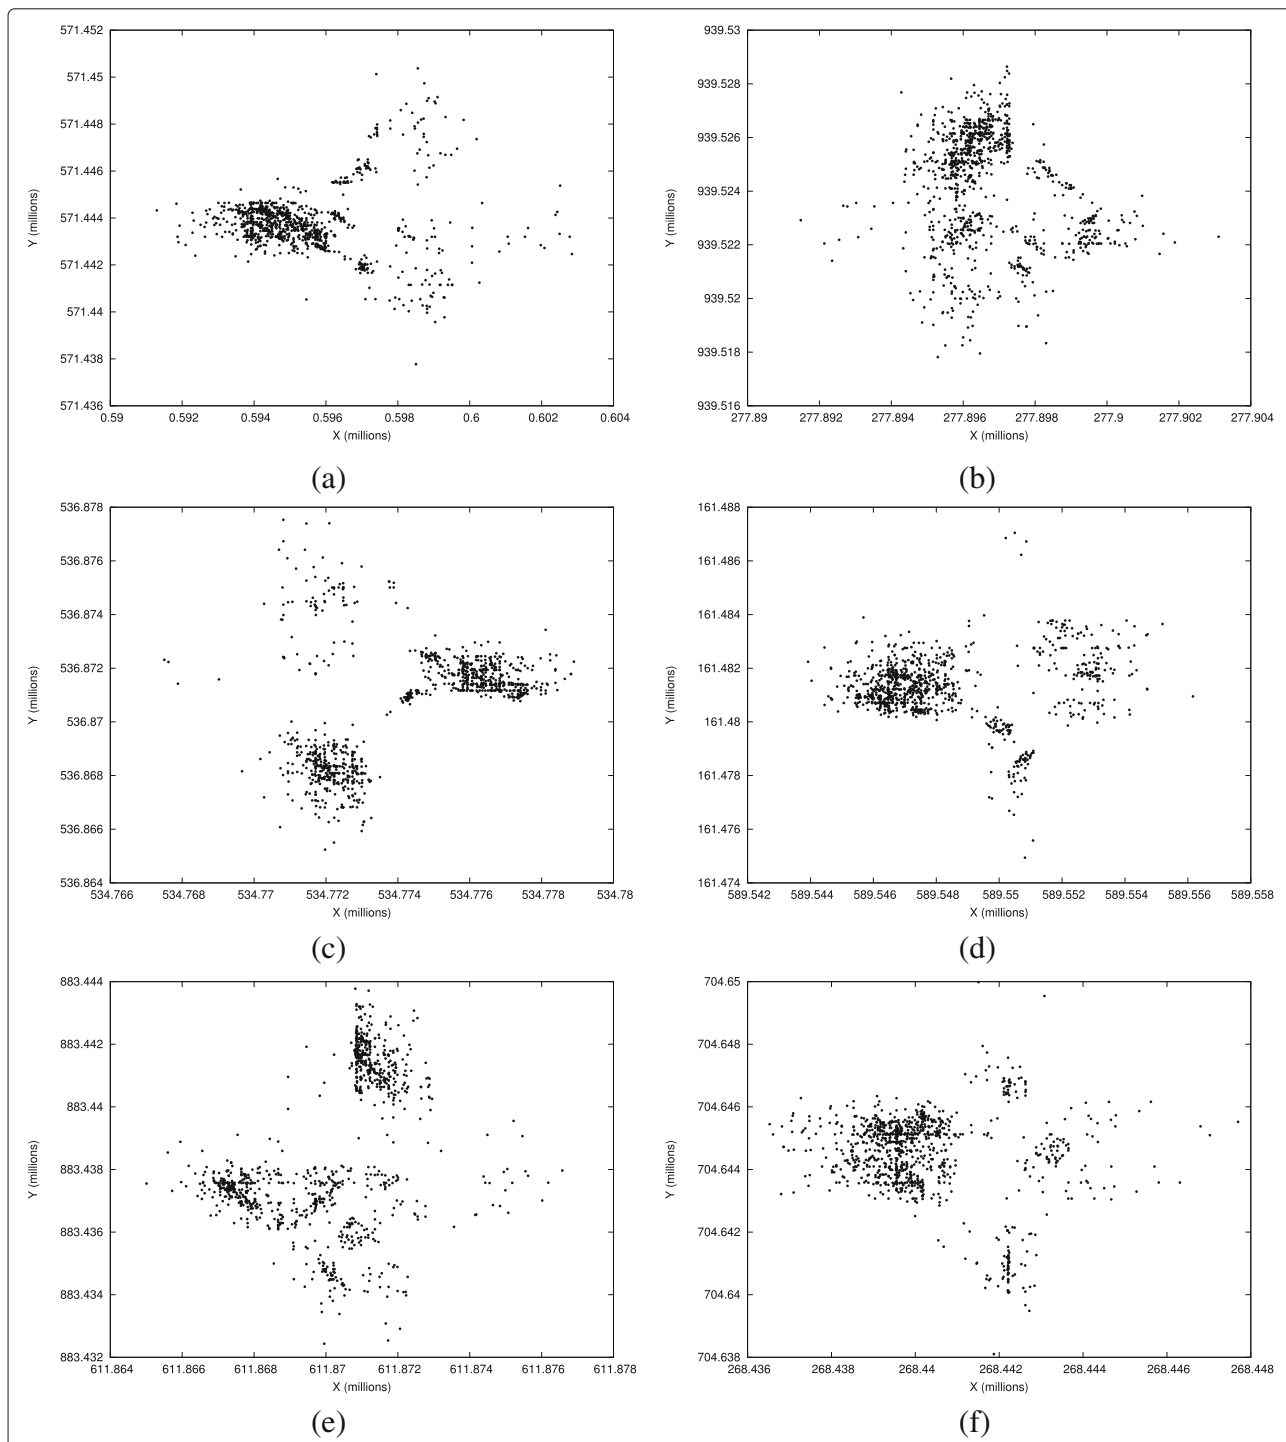 571.452
571.45
571.448
571.446
571.444
571.442
571.44
571.438
571.436
Y (millions)
0.59 0.592 0.594 0.596 0.598 0.6 0.602 0.604
X (millions)
(a)
939.53
939.528
939.526
939.524
939.522
939.52
939.518
939.516
Y (millions)
277.89 277.892 277.894 277.896 277.898 277.9 277.902 277.904
X (millions)
(b)
536.878
536.876
536.874
536.872
536.87
536.868
536.866
536.864
Y (millions)
534.766 534.768 534.77 534.772 534.774 534.776 534.778 534.78
X (millions)
(c)
161.488
161.486
161.484
161.482
161.48
161.478
161.476
161.474
Y (millions)
589.542 589.544 589.546 589.548 589.55 589.552 589.554 589.556 589.558
X (millions)
(d)
883.444
883.442
883.44
883.438
883.436
883.434
883.432
Y (millions)
611.864 611.866 611.868 611.87 611.872 611.874 611.876 611.878
X (millions)
(e)
704.65
704.648
704.646
704.644
704.642
704.64
704.638
Y (millions)
268.436 268.438 268.44 268.442 268.444 268.446 268.448
X (millions)
(f)